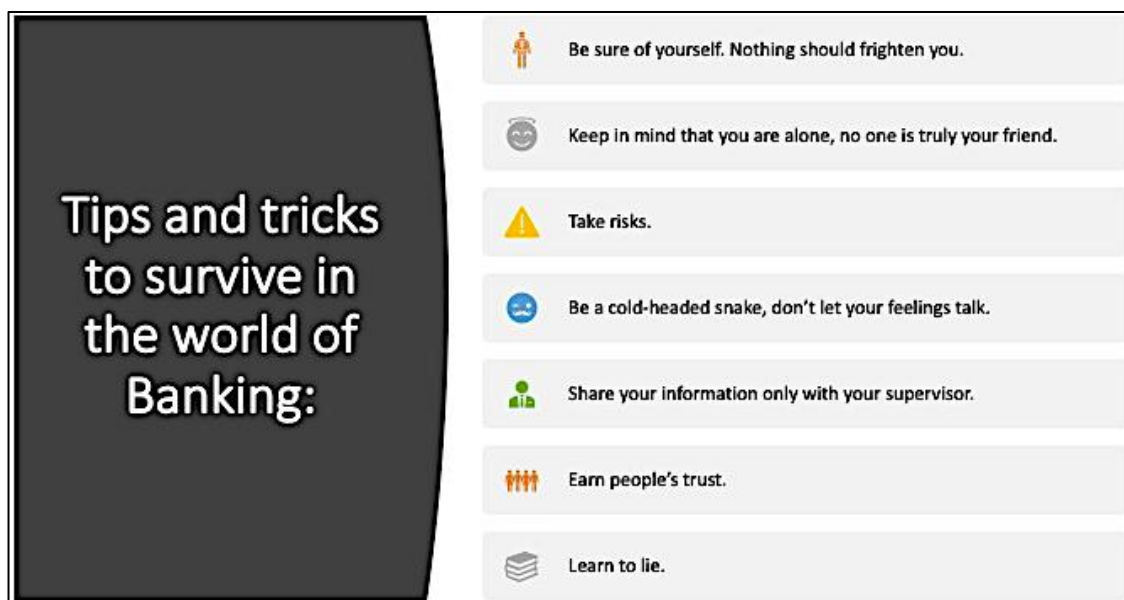 Tips and tricks
to survive in
the world of
Banking:
Be sure of yourself. Nothing should frighten you.
Keep in mind that you are alone, no one is truly your friend.
Take risks.
Be a cold-headed snake, don't let your feelings talk.
Share your information only with your supervisor.
Earn people's trust.
Learn to lie.